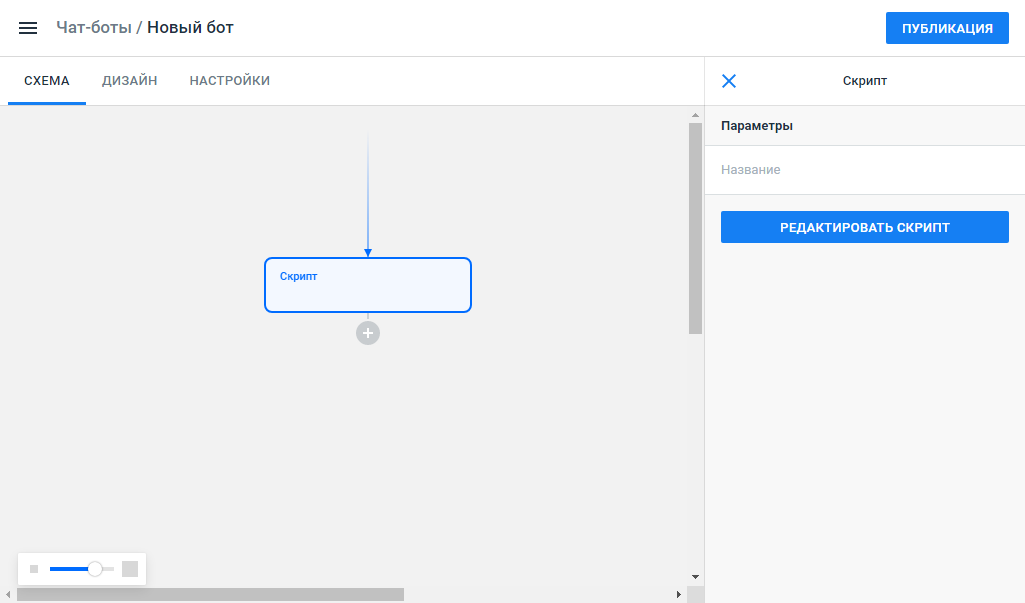 Чат-боты / Новый бот
ПУБЛИКАЦИЯ
СХЕМА ДИЗАЙН НАСТРОЙКИ
Скрипт
Параметры
Название
РЕДАКТИРОВАТЬ СКРИПТ
Скрипт